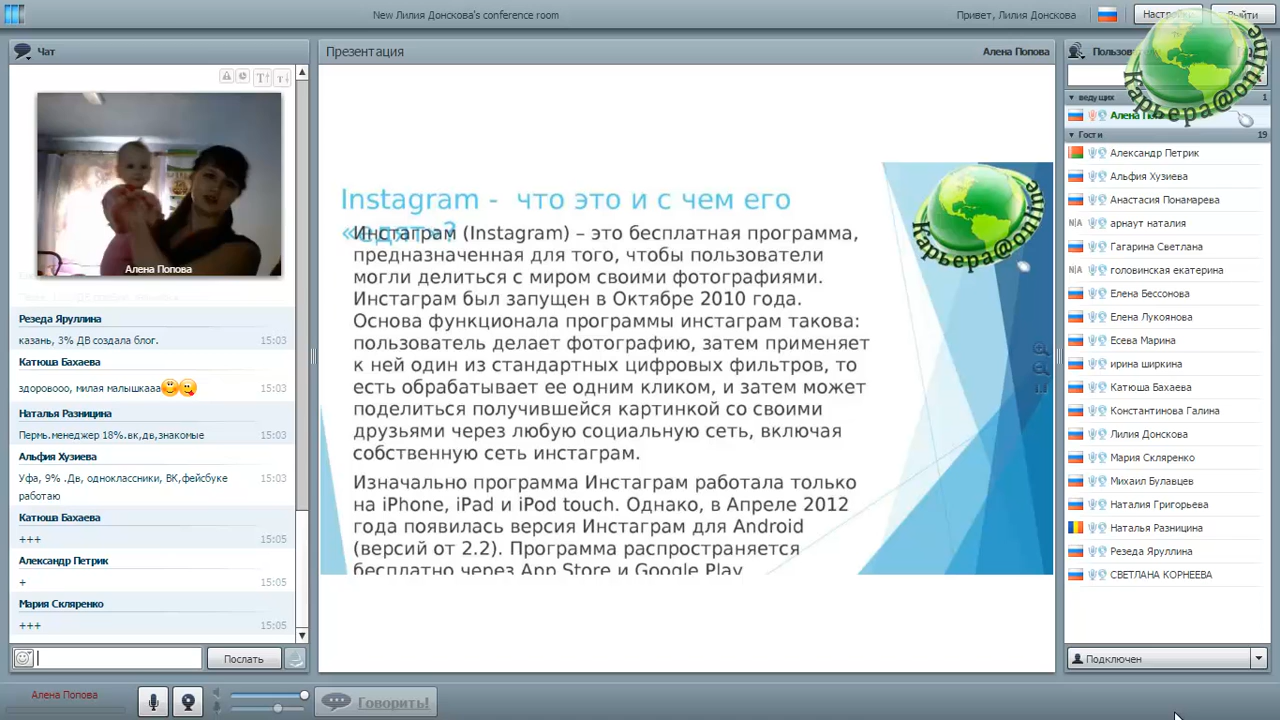 New Лилия Донскова's conference room
Привет, Лилия Донскова
Настройки
Выйти
Чат
Алена Попова
Резеда Яруллина
казань, 3% ДВ создала блог.
15:03
Катюша Бахаева
здоровооо, милая малышкааа
15:03
Наталья Разницина
Пермь.менеджер 18%.вк,дв,знакомые
15:03
Альфия Хузиева
Уфа, 9% .Дв, одноклассники, ВК,фейсбуке
15:03
работаю
Катюша Бахаева
+++
15:05
Александр Петрик
+
15:05
Мария Скляренко
+++
15:05
Послать
Алена Попова
Говорить!
Презентация
Алена Попова
Instagram - что это и с чем его
«едят»?
Инстаграм (Instagram) – это бесплатная программа,
предназначенная для того, чтобы пользователи
могли делиться с миром своими фотографиями.
Инстаграм был запущен в Октябре 2010 года.
Основа функционала программы инстаграм такова:
пользователь делает фотографию, затем применяет
к ней один из стандартных цифровых фильтров, то
есть обрабатывает ее одним кликом, и затем может
поделиться получившейся картинкой со своими
друзьями через любую социальную сеть, включая
собственную сеть инстаграм.
Изначально программа Инстаграм работала только
на iPhone, iPad и iPod touch. Однако, в Апреле 2012
года появилась версия Инстаграм для Android
(версий от 2.2). Программа распространяется
бесплатно через App Store и Google Play
Карьера@online
Карьера@online
ведущих
1
Алена
Гости
19
Александр Петрик
Альфия Хузиева
Анастасия Понамарева
N/A арнаут наталия
Гагарина Светлана
N/A головинская екатерина
Елена Бессонова
Елена Лукоянова
Есева Марина
ирина ширкина
Катюша Бахаева
Константинова Галина
Лилия Донскова
Мария Скляренко
Михаил Булавцев
Наталия Григорьева
Наталья Разницина
Резеда Яруллина
СВЕТЛАНА КОРНЕЕВА
Подключен